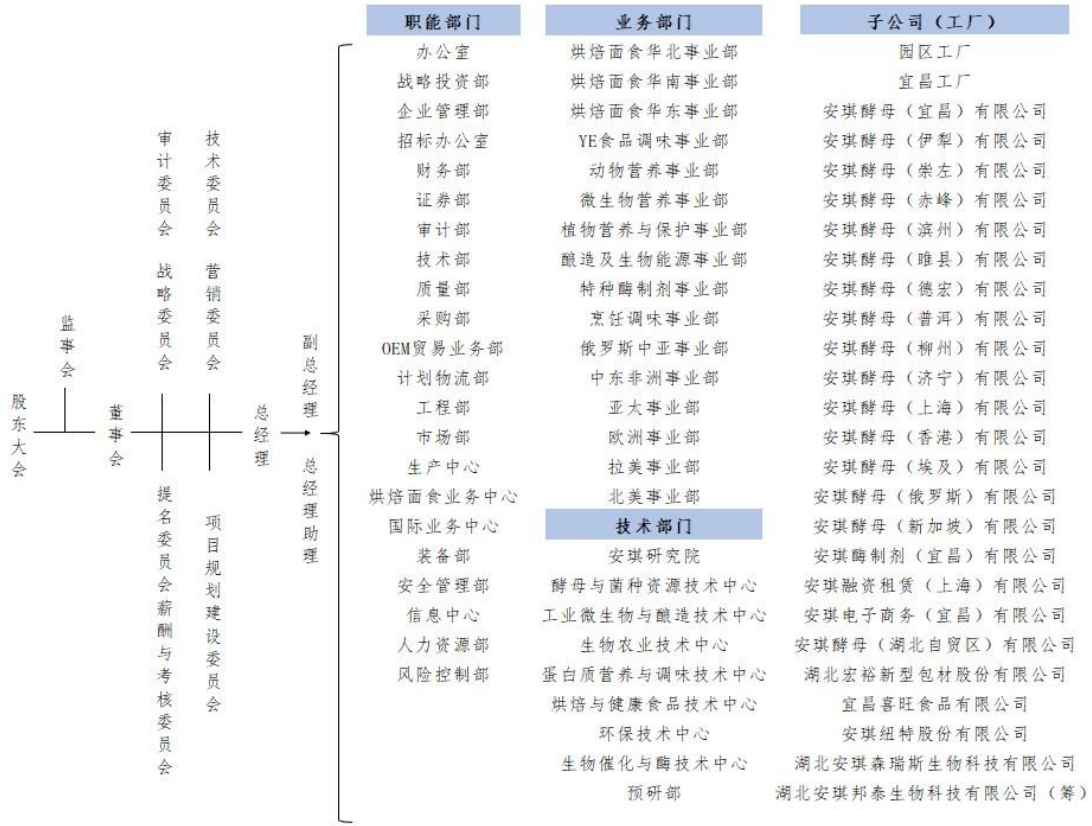 股东大会
监事会
董事会
审计委员会
战略委员会
技术委员会
营销委员会
提名委员会
薪酬与考核委员会
项目规划建设委员会
总经理
副总经理
总经理助理
职能部门
办公室
战略投资部
企业管理部
招标办公室
财务部
证券部
审计部
技术部
质量部
采购部
OEM贸易业务部
计划物流部
工程部
市场部
生产中心
烘焙面食业务中心
国际业务中心
装备部
安全管理部
信息中心
人力资源部
风险控制部
业务部门
烘焙面食华北事业部
烘焙面食华南事业部
烘焙面食华东事业部
YE食品调味事业部
动物营养事业部
微生物营养事业部
植物营养与保护事业部
酿造及生物能源事业部
特种酶制剂事业部
烹饪调味事业部
俄罗斯中亚事业部
中东非洲事业部
亚太事业部
欧洲事业部
拉美事业部
北美事业部
技术部门
安琪研究院
酵母与菌种资源技术中心
工业微生物与酿造技术中心
生物农业技术中心
蛋白质营养与调味技术中心
烘焙与健康食品技术中心
环保技术中心
生物催化与酶技术中心
预研部
子公司（工厂）
园区工厂
宜昌工厂
安琪酵母（宜昌）有限公司
安琪酵母（伊犁）有限公司
安琪酵母（崇左）有限公司
安琪酵母（赤峰）有限公司
安琪酵母（滨州）有限公司
安琪酵母（睢县）有限公司
安琪酵母（德宏）有限公司
安琪酵母（普洱）有限公司
安琪酵母（柳州）有限公司
安琪酵母（济宁）有限公司
安琪酵母（上海）有限公司
安琪酵母（香港）有限公司
安琪酵母（埃及）有限公司
安琪酵母（俄罗斯）有限公司
安琪酵母（新加坡）有限公司
安琪酶制剂（宜昌）有限公司
安琪融资租赁（上海）有限公司
安琪电子商务（宜昌）有限公司
安琪酵母（湖北自贸区）有限公司
湖北宏裕新型包材股份有限公司
宜昌喜旺食品有限公司
安琪纽特股份有限公司
湖北安琪森瑞斯生物科技有限公司
湖北安琪邦泰生物科技有限公司（筹）